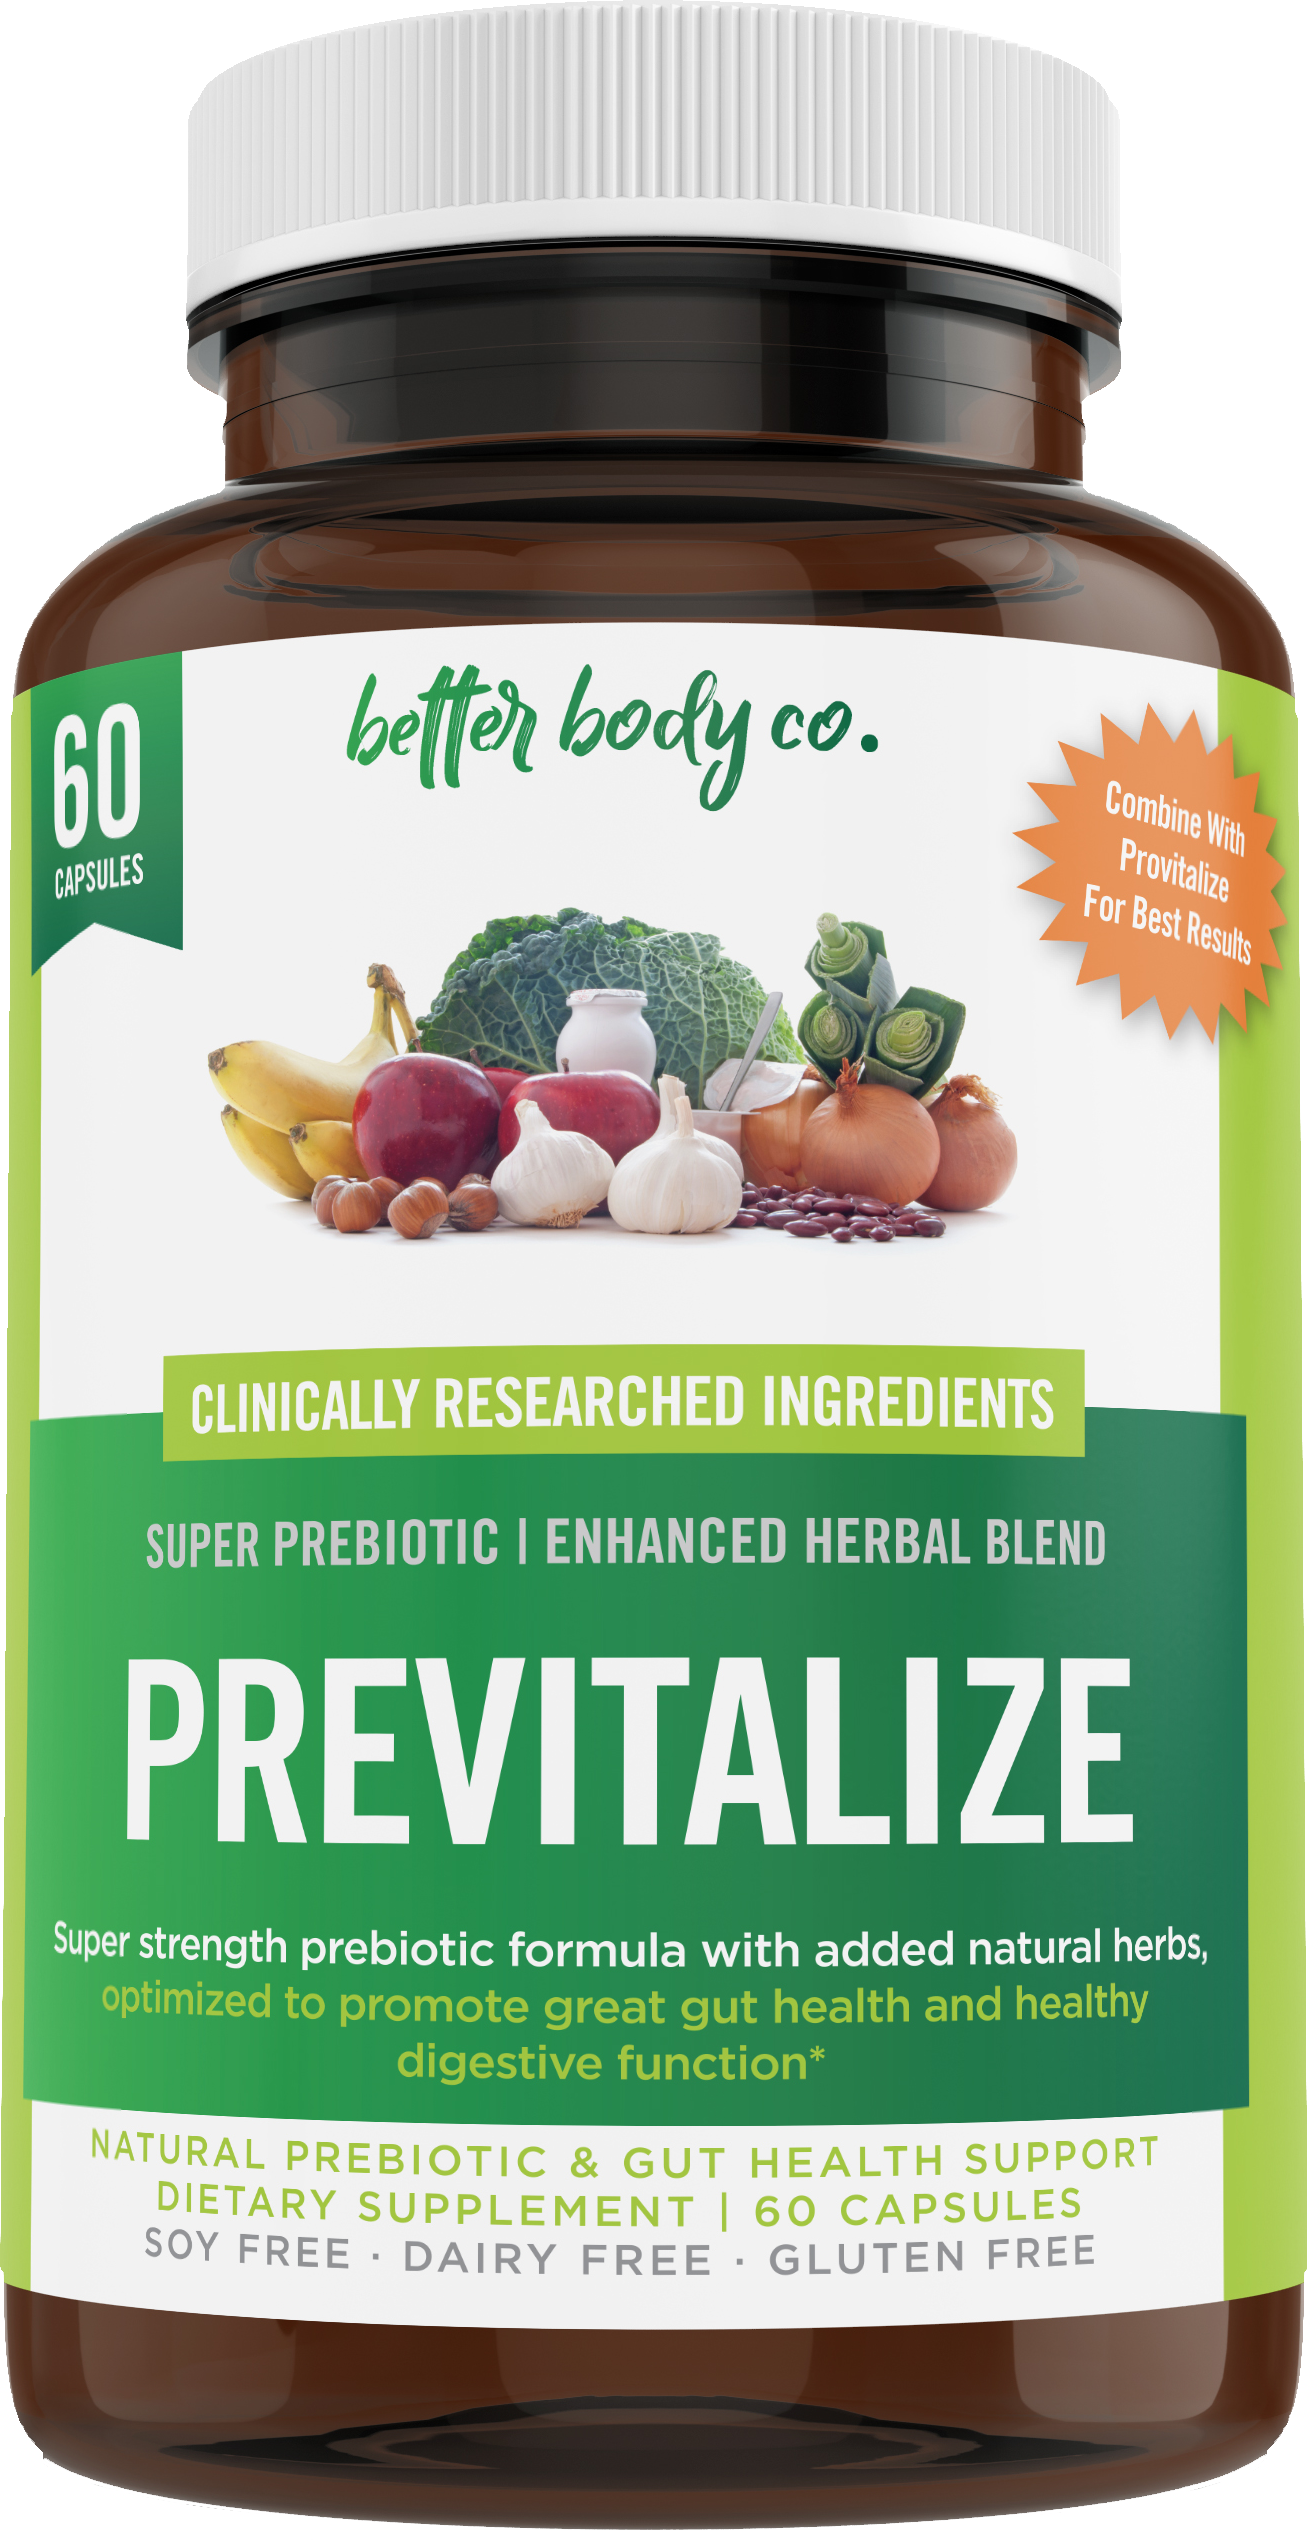 better body co.
60
CAPSULES
Combine With
Provitalize
For Best Results
CLINICALLY RESEARCHED INGREDIENTS
SUPER PREBIOTIC | ENHANCED HERBAL BLEND
PREVITALIZE
Super strength prebiotic formula with added natural herbs,
optimized to promote great gut health and healthy
digestive function*
NATURAL PREBIOTIC & GUT HEALTH SUPPORT
DIETARY SUPPLEMENT | 60 CAPSULES
SOY FREE · DAIRY FREE · GLUTEN FREE